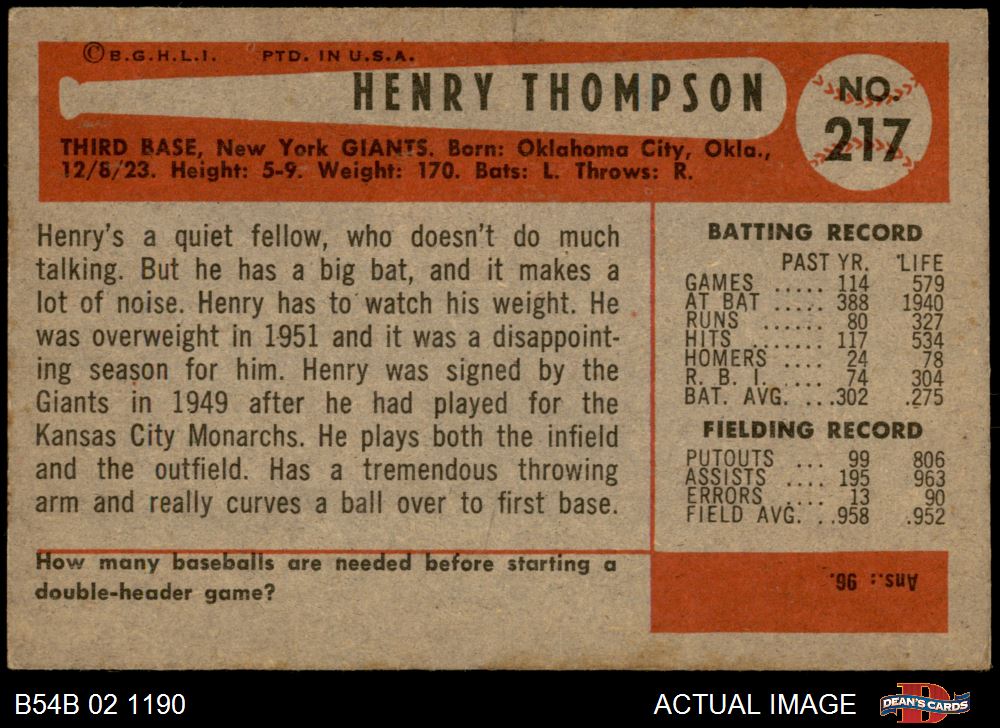 ©B.G.H.L.I. PTD. IN U.S.A.
HENRY THOMPSON
NO.
217
THIRD BASE, New York GIANTS. Born: Oklahoma City, Okla.,
12/8/23. Height: 5-9. Weight: 170. Bats: L. Throws: R.
Henry's a quiet fellow, who doesn't do much
talking. But he has a big bat, and it makes a
lot of noise. Henry has to watch his weight. He
was overweight in 1951 and it was a disappoint-
ing season for him. Henry was signed by the
Giants in 1949 after he had played for the
Kansas City Monarchs. He plays both the infield
and the outfield. Has a tremendous throwing
arm and really curves a ball over to first base.
BATTING RECORD
PAST YR. LIFE
GAMES ..... 114 579
AT BAT ..... 388 1940
RUNS ...... 80 327
HITS ....... 117 534
HOMERS .... 24 78
R. B. I. .... 74 304
BAT. AVG. ...302 .275
FIELDING RECORD
PUTOUTS ... 99 806
ASSISTS .... 195 963
ERRORS .... 13 90
FIELD AVG. ..958 .952
How many baseballs are needed before starting a
double-header game?
Ans.: 96.
B54B 02 1190
ACTUAL IMAGE
D
DEAN'S CARDS